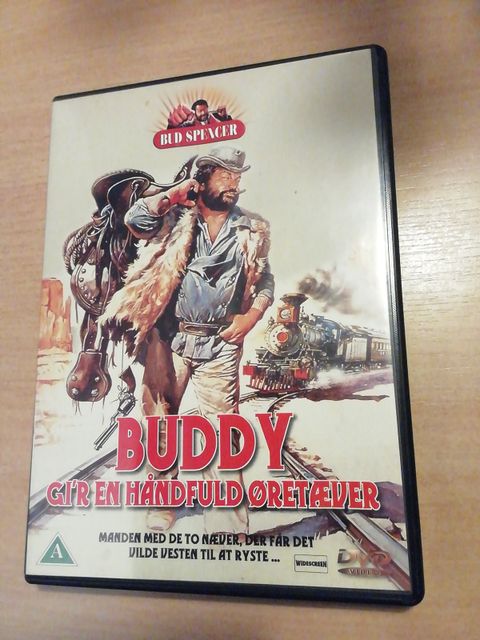 BUD SPENCER
BUDDY
GI'R EN HÅNDFULD ØRETÆVER
MANDEN MED DE TO NÆVER, DER FÅR DET
VILDE VESTEN TIL AT RYSTE ...
A
WIDESCREEN
DVD
VIDEO